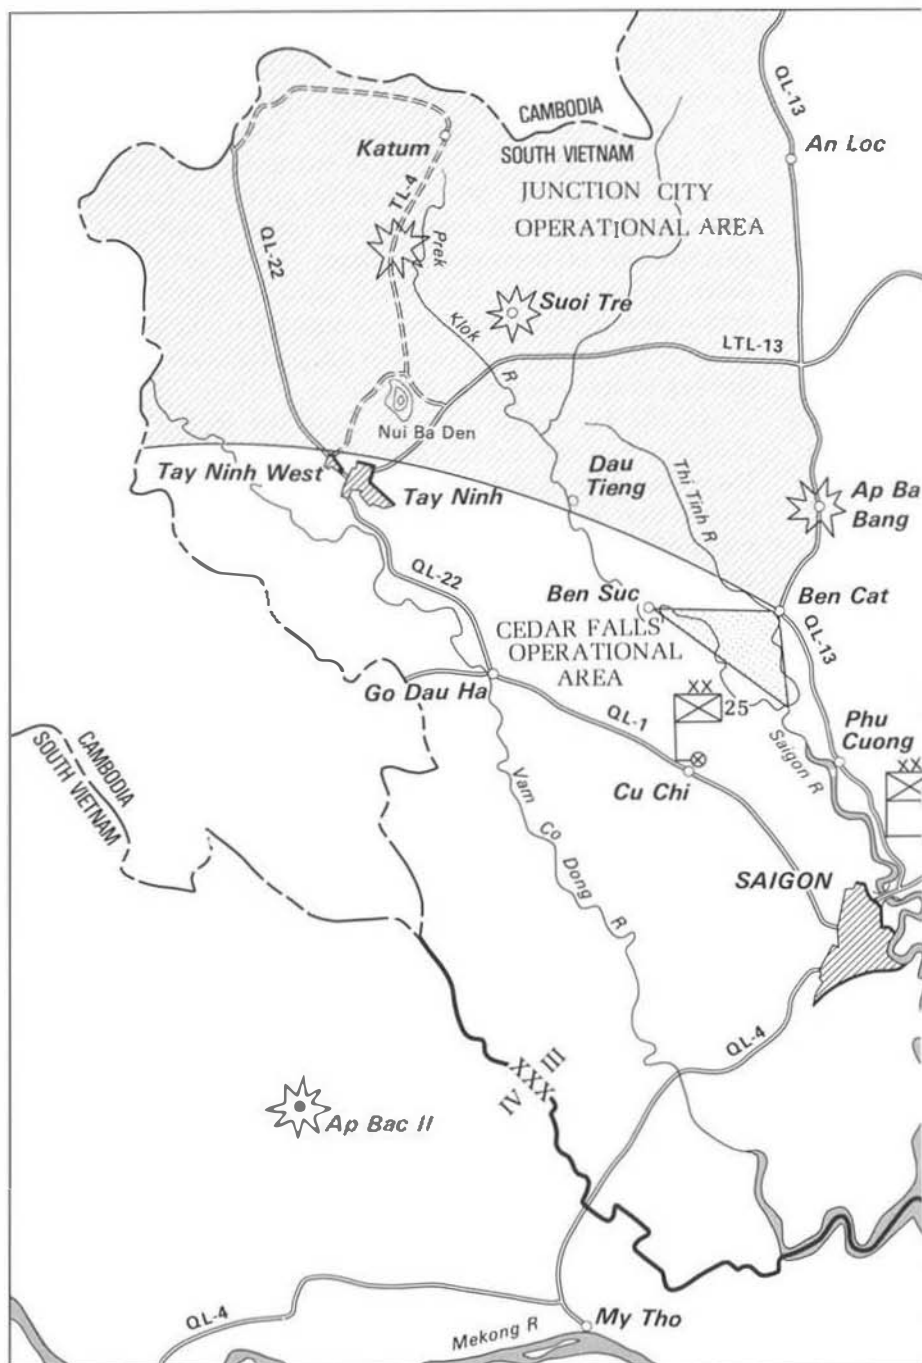 QL-13
CAMBODIA
SOUTH VIETNAM
Katum
An Loc
TL-4
JUNCTION CITY
OPERATIONAL AREA
QL-22
Prek
Klok
R
Suoi Tre
LTL-13
Nui Ba Den
Tay Ninh West
Tay Ninh
Dau
Tieng
Thi Tinh R
Ap Ba
Bang
QL-22
Ben Suc
Ben Cat
CEDAR FALLS
OPERATIONAL
AREA
QL-13
Go Dau Ha
XX
25
QL-1
Phu
Cuong
CAMBODIA
SOUTH VIETNAM
Saigon R
XX
Cu Chi
Vam
Co
Dong
R
SAIGON
QL-4
III
XXX
IV
Ap Bac II
QL-4
My Tho
Mekong R